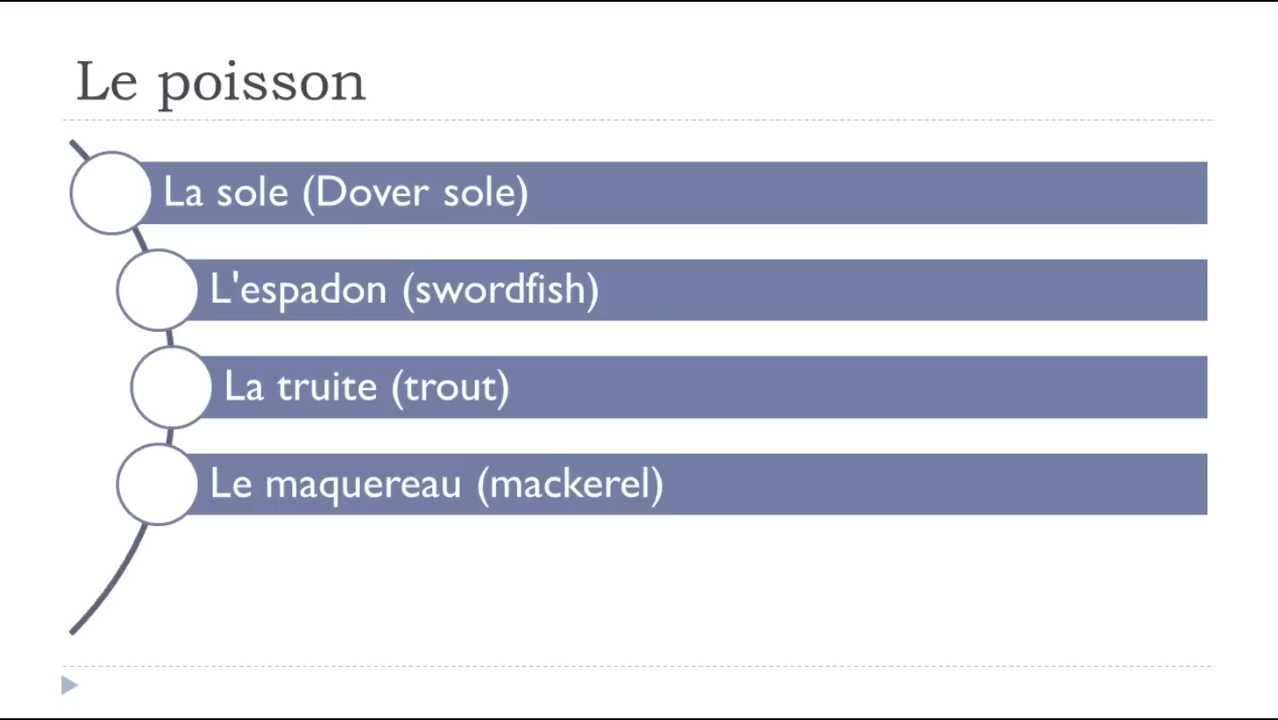 Le poisson
La sole (Dover sole)
L'espadon (swordfish)
La truite (trout)
Le maquereau (mackerel)